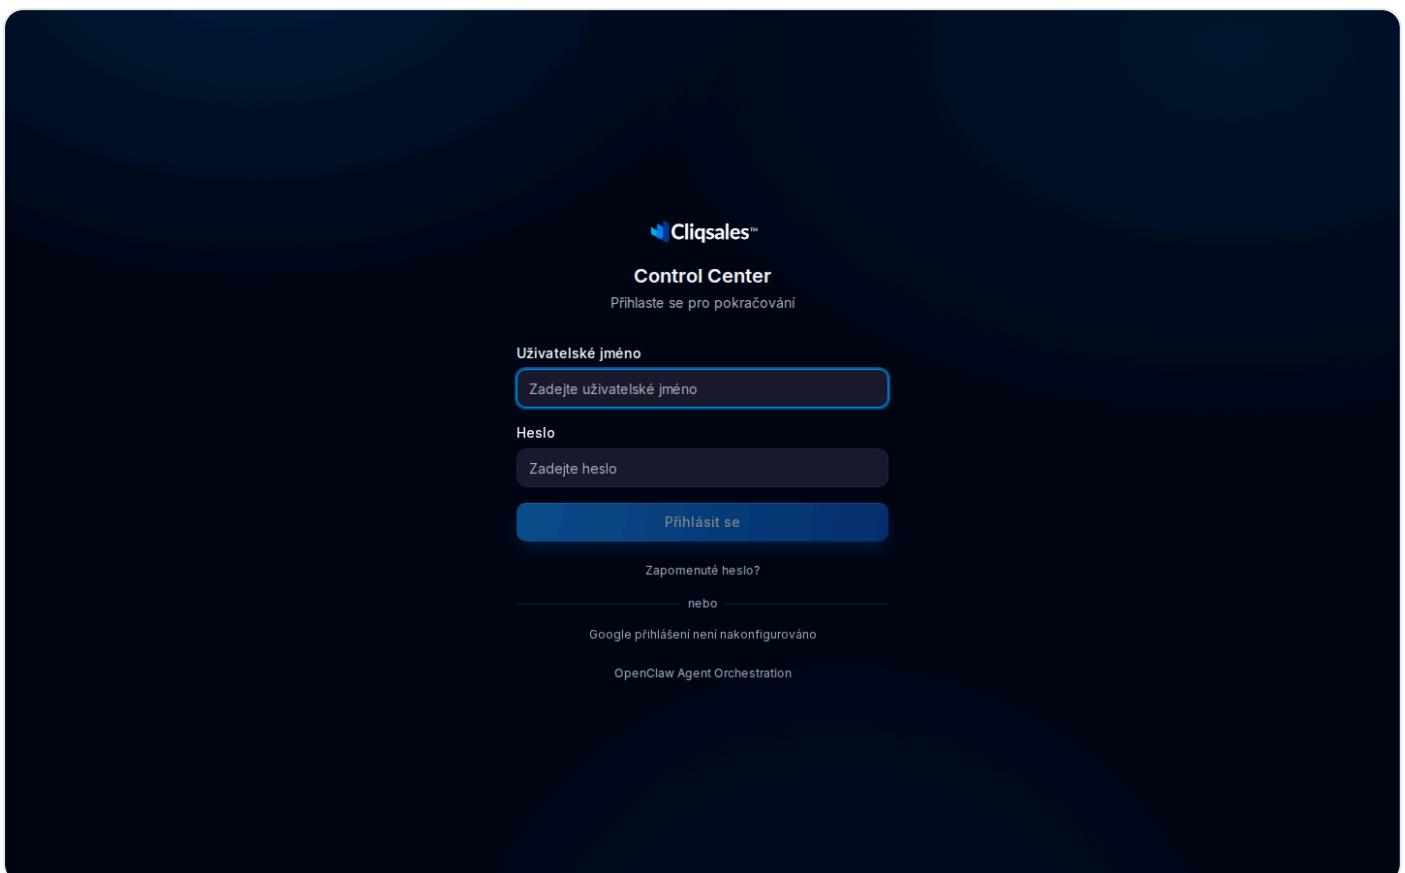 Cliqsales™
Control Center
Přihlaste se pro pokračování
Uživatelské jméno
Zadejte uživatelské jméno
Heslo
Zadejte heslo
Přihlásit se
Zapomenuté heslo?
nebo
Google přihlášení není nakonfigurováno
OpenClaw Agent Orchestration